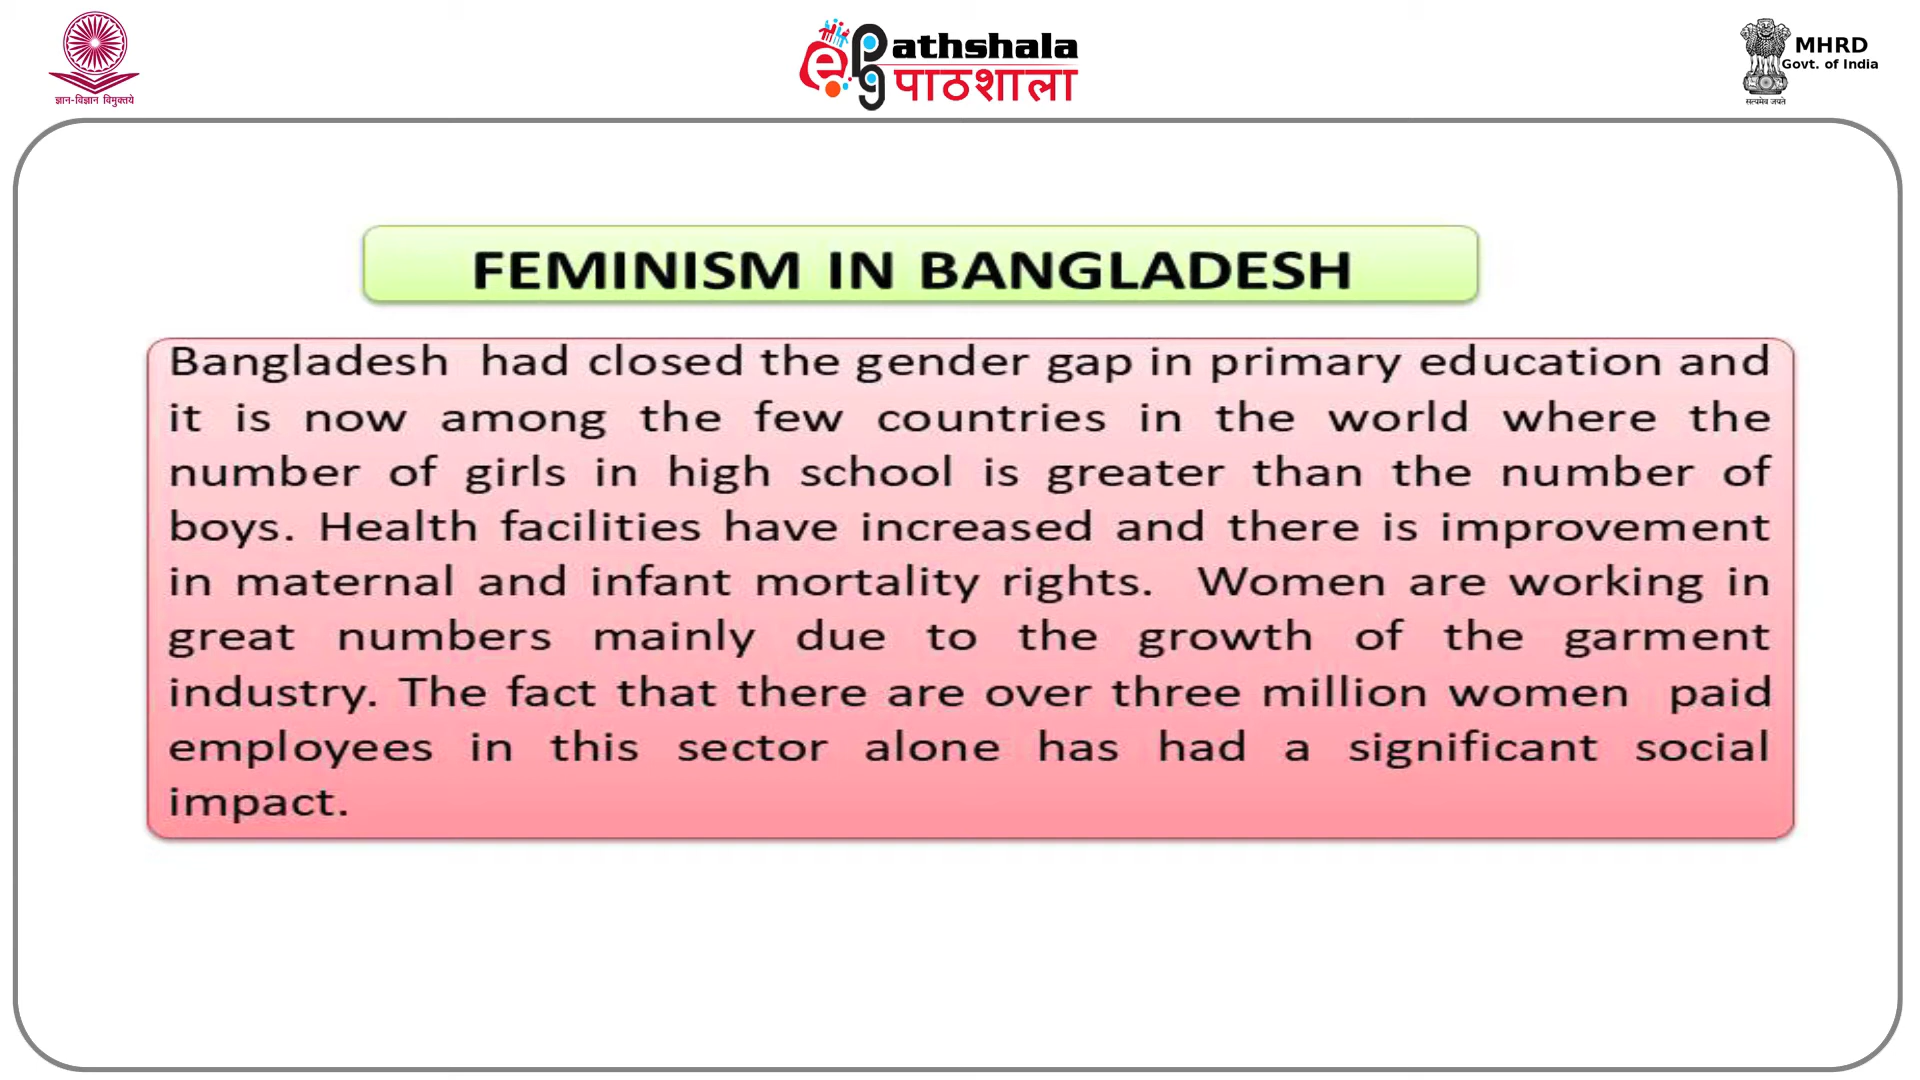 ज्ञान-विज्ञान विमुक्तये
e PG Pathshala
पाठशाला
MHRD
Govt. of India
सत्यमेव जयते
FEMINISM IN BANGLADESH
Bangladesh had closed the gender gap in primary education and
it is now among the few countries in the world where the
number of girls in high school is greater than the number of
boys. Health facilities have increased and there is improvement
in maternal and infant mortality rights. Women are working in
great numbers mainly due to the growth of the garment
industry. The fact that there are over three million women paid
employees in this sector alone has had a significant social
impact.